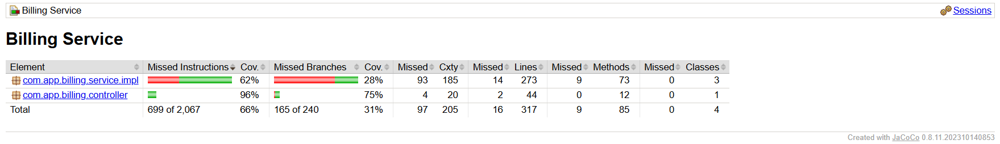 Billing Service Sessions
Billing Service
Element Missed Instructions Cov. Missed Branches Cov. Missed Cxty Missed Lines Missed Methods Missed Classes
com.app.billing.service.impl 62% 28% 93 185 14 273 9 73 0 3
com.app.billing.controller 96% 75% 4 20 2 44 0 12 0 1
Total 699 of 2,067 66% 165 of 240 31% 97 205 16 317 9 85 0 4
Created with JaCoCo 0.8.11.202310140853